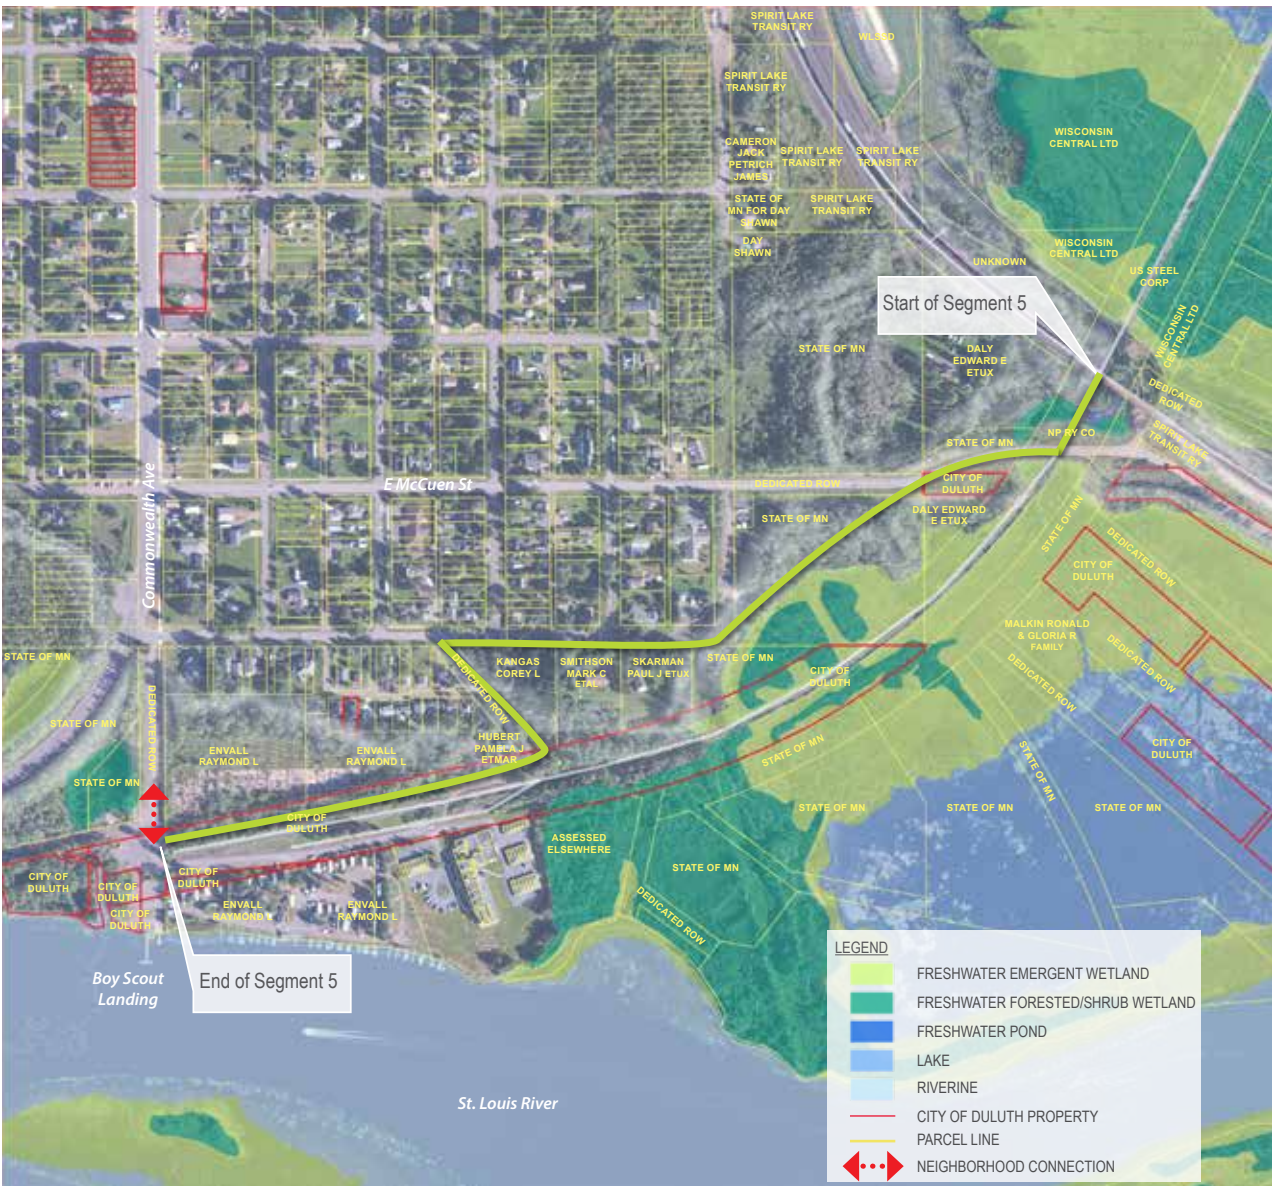 SPIRIT LAKE
TRANSIT RY
WLSSD
SPIRIT LAKE
TRANSIT RY
WISCONSIN
CENTRAL LTD
CAMERON
JACK
PETRICH
JAMES
SPIRIT LAKE
TRANSIT RY
SPIRIT LAKE
TRANSIT RY
STATE OF
MN FOR DAY
SHAWN
SPIRIT LAKE
TRANSIT RY
DAY
SHAWN
WISCONSIN
CENTRAL LTD
UNKNOWN
US STEEL
CORP
Start of Segment 5
WISCONSIN
CENTRAL LTD
STATE OF MN
DALY
EDWARD E
ETUX
DEDICATED
ROW
NP RY CO
SPIRIT LAKE
TRANSIT RY
STATE OF MN
Commonwealth Ave
E McCuen St
DEDICATED ROW
CITY OF
DULUTH
DALY EDWARD
E ETUX
STATE OF MN
STATE OF MN
DEDICATED ROW
CITY OF
DULUTH
MALKIN RONALD
& GLORIA R
FAMILY
DEDICATED ROW
DEDICATED ROW
STATE OF MN
DEDICATED ROW
KANGAS
COREY L
SMITHSON
MARK C
ETAL
SKARMAN
PAUL J ETUX
STATE OF MN
CITY OF
DULUTH
DEDICATED ROW
STATE OF MN
ENVALL
RAYMOND L
ENVALL
RAYMOND L
HUBERT
PAMELA J
ETMAR
STATE OF MN
STATE OF MN
CITY OF
DULUTH
STATE OF MN
CITY OF
DULUTH
STATE OF MN
STATE OF MN
STATE OF MN
ASSESSED
ELSEWHERE
STATE OF MN
CITY OF
DULUTH
CITY OF
DULUTH
CITY OF
DULUTH
CITY OF
DULUTH
ENVALL
RAYMOND L
ENVALL
RAYMOND L
DEDICATED ROW
Boy Scout
Landing
End of Segment 5
St. Louis River
LEGEND
FRESHWATER EMERGENT WETLAND
FRESHWATER FORESTED/SHRUB WETLAND
FRESHWATER POND
LAKE
RIVERINE
CITY OF DULUTH PROPERTY
PARCEL LINE
NEIGHBORHOOD CONNECTION